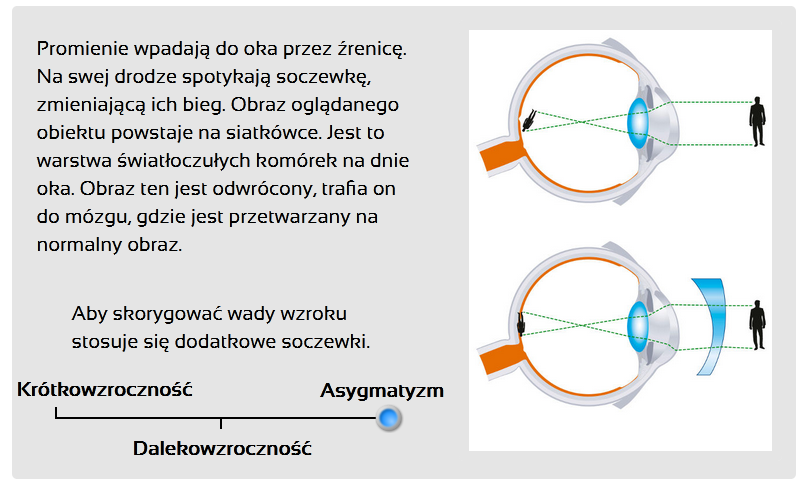 Promienie wpadają do oka przez źrenicę.
Na swej drodze spotykają soczewkę,
zmieniającą ich bieg. Obraz oglądanego
obiektu powstaje na siatkówce. Jest to
warstwa światłoczułych komórek na dnie
oka. Obraz ten jest odwrócony, trafia on
do mózgu, gdzie jest przetwarzany na
normalny obraz.
Aby skorygować wady wzroku
stosuje się dodatkowe soczewki.
Krótkowzroczność
Asygmatyzm
Dalekowzroczność